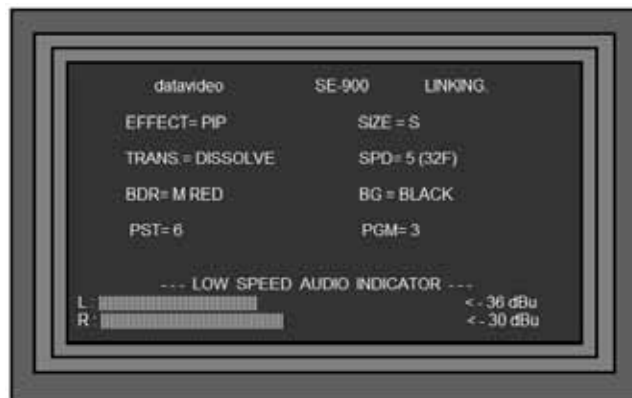 datavideo SE-900 LINKING.
EFFECT= PIP SIZE = S
TRANS.= DISSOLVE SPD= 5 (32F)
BDR= M RED BG = BLACK
PST= 6 PGM= 3
--- LOW SPEED AUDIO INDICATOR ---
L : <- 36 dBu
R : <- 30 dBu